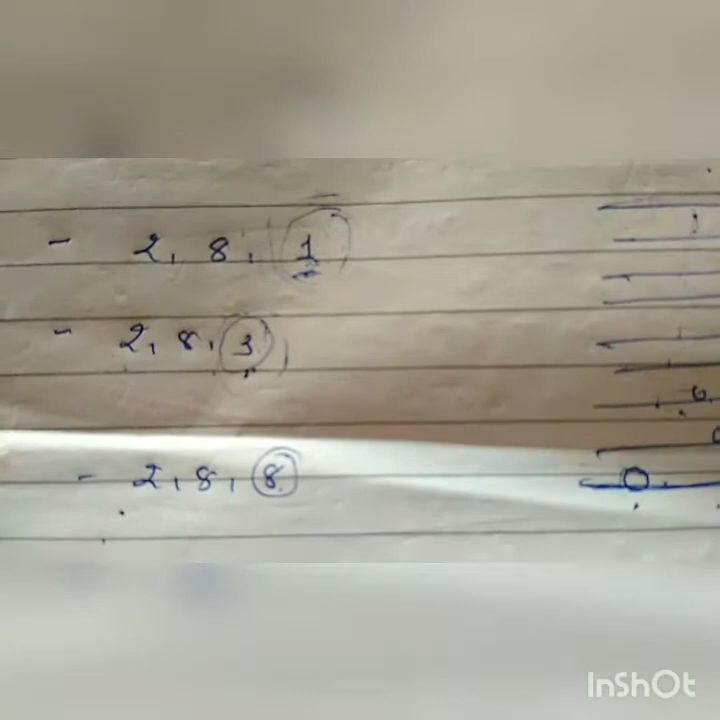 - 2, 8, 1
- 2, 8, 3
- 2, 8, 8
InShOt